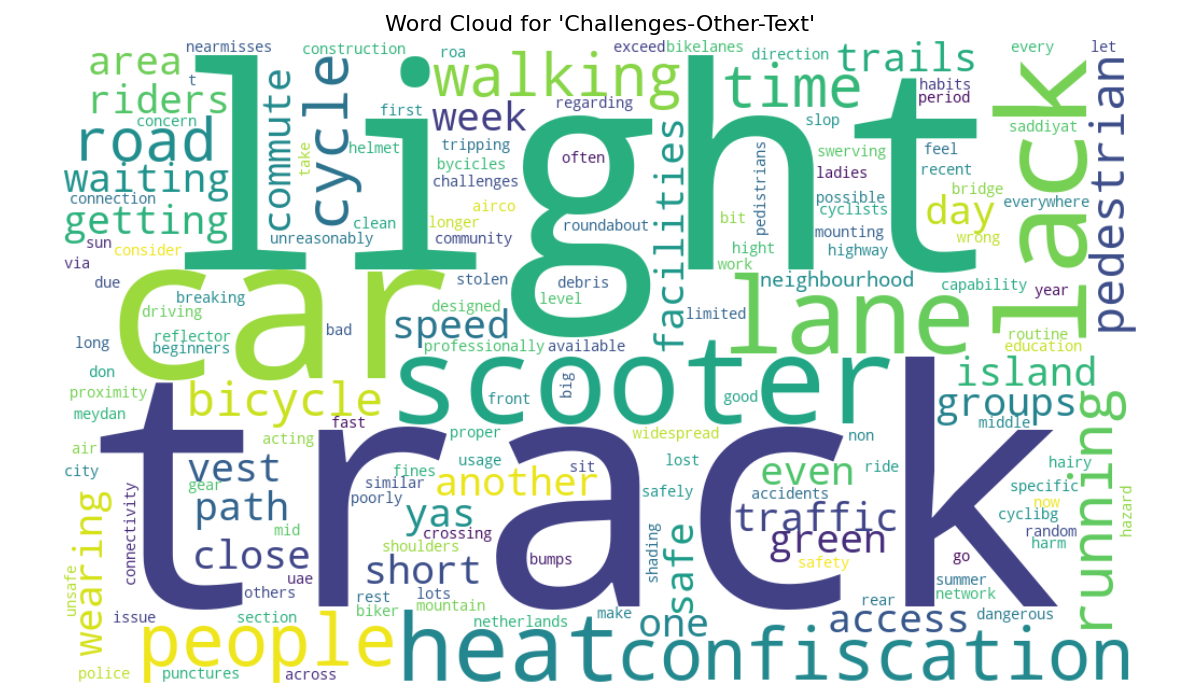 Word Cloud for 'Challenges-Other-Text'
nearmisses
construction
roa
exceed
bikelanes
direction
every
let
area
t
light
walking
time
trails
habits
period
riders
concern
commute
cycle
first
week
regarding
slop
saddiyat
lack
pedestrian
road
take
helmet
tripping
often
facilities
pedistrians
swerving
feel
recent
waiting
bycicles
ladies
connection
challenges
possible
bridge
everywhere
getting
clean
longer
airco
roundabout
bit
cyclists
day
mounting
wrong
sun
consider
unreasonably
community
hight
highway
via
work
due
car
stolen
debris
neighbourhood
capability
year
breaking
level
driving
designed
speed
limited
lane
routine
bad
reflector
long
beginners
professionally
available
education
don
scooter
island
proximity
bicycle
front
big
good
groups
running
meydan
fast
middle
track
acting
proper
widespread
non
air
usage
sit
lost
even
ride
hairy
city
vest
fines
gear
similar
another
safely
accidents
specific
wearing
path
poorly
now
connectivity
yas
traffic
cyclibg
mid
crossing
green
random
hazard
close
shoulders
shading
harm
bumps
safe
safety
go
unsafe
uae
short
summer
others
rest
lots
rear
network
biker
mountain
issue
section
people
heat
netherlands
make
one
access
dangerous
confiscation
police
punctures
across